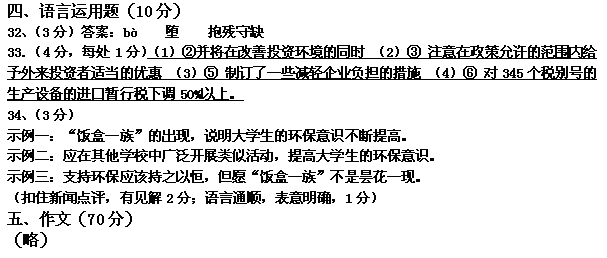 四、语言运用题（10分）
32、（3分）答案：bò　堕　抱残守缺
33．（4分，每处1分）（1）②并将在改善投资环境的同时　（2）③ 注意在政策允许的范围内给
予外来投资者适当的优惠　（3）⑤ 制订了一些减轻企业负担的措施　（4）⑥ 对345个税别号的
生产设备的进口暂行税下调50%以上。
34、（3分）
示例一：“饭盒一族”的出现，说明大学生的环保意识不断提高。
示例二：应在其他学校中广泛开展类似活动，提高大学生的环保意识。
示例三：支持环保应该持之以恒，但愿“饭盒一族”不是昙花一现。
（扣住新闻点评，有见解2分；语言通顺，表意明确，1分）
五、作文（70分）
（略）